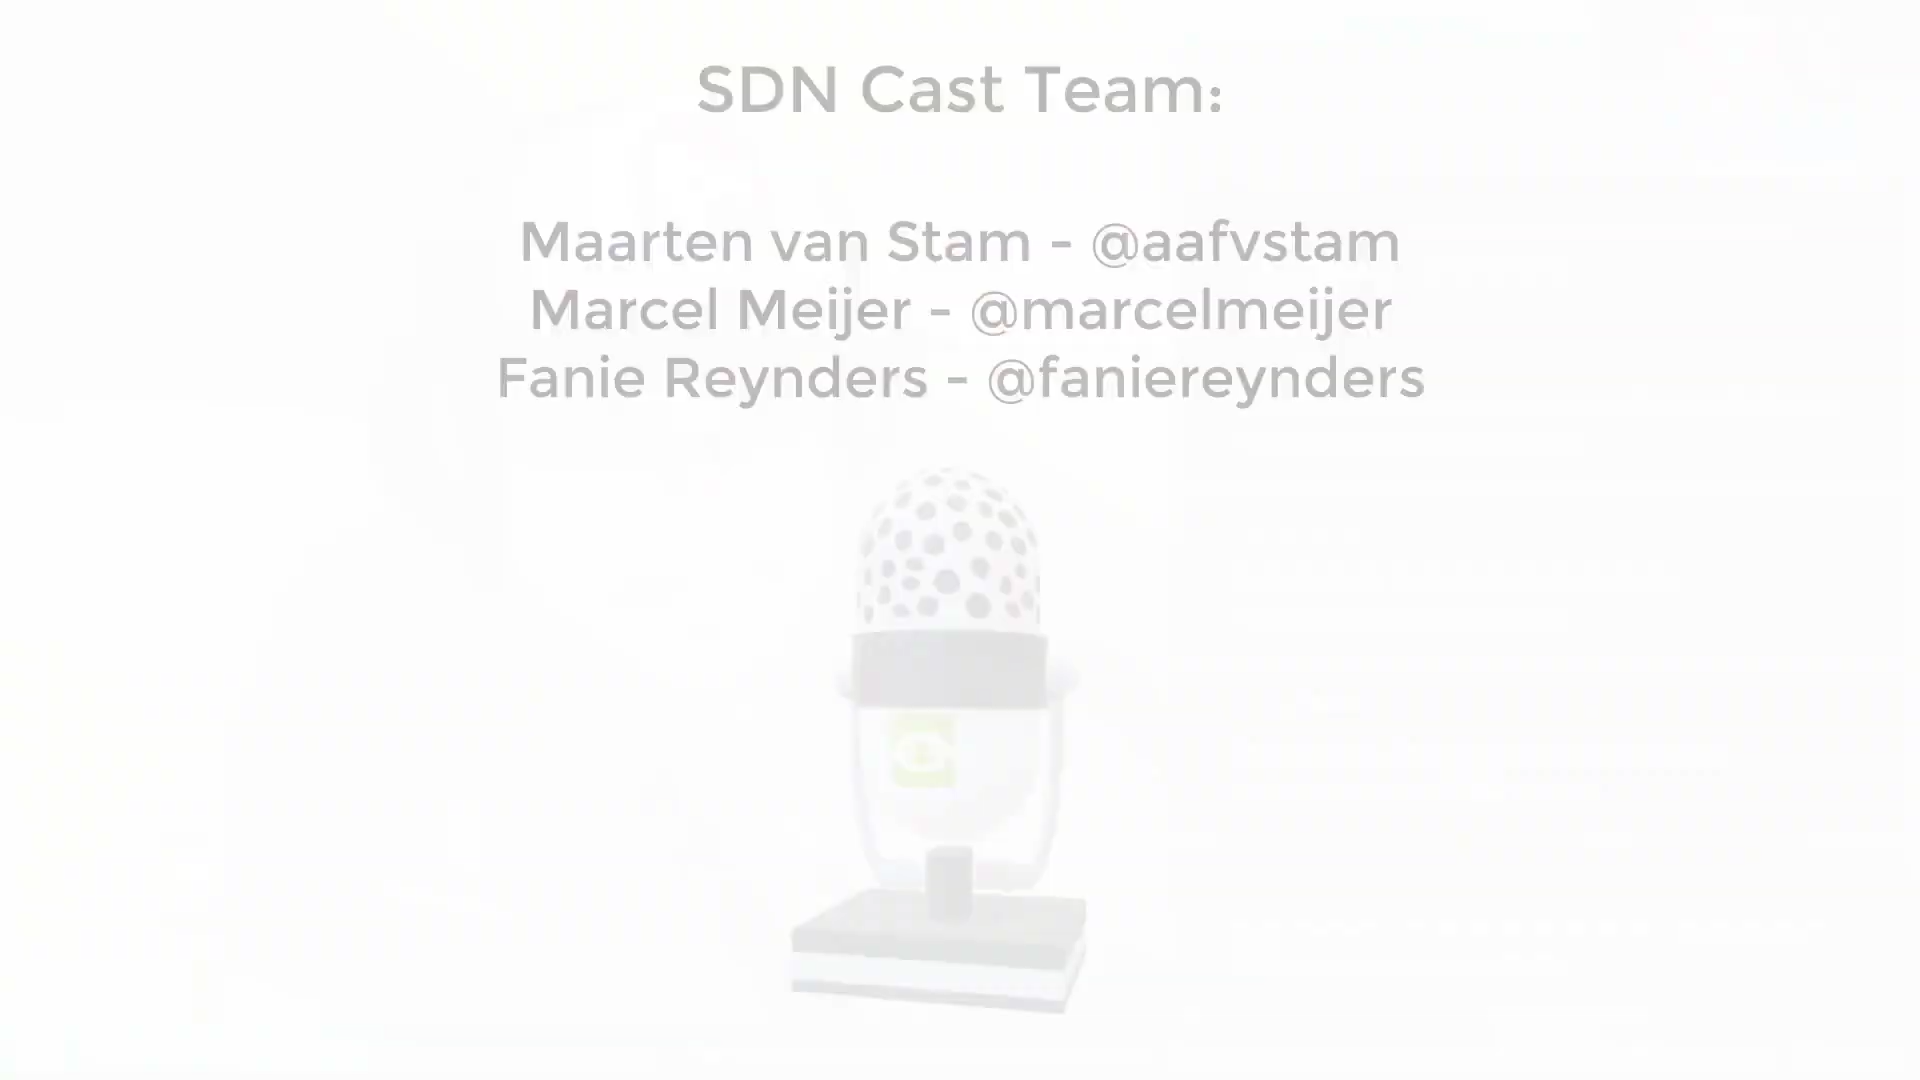 SDN Cast Team:
Maarten van Stam - @aafvstam
Marcel Meijer - @marcelmeijer
Fanie Reynders - @faniereynders